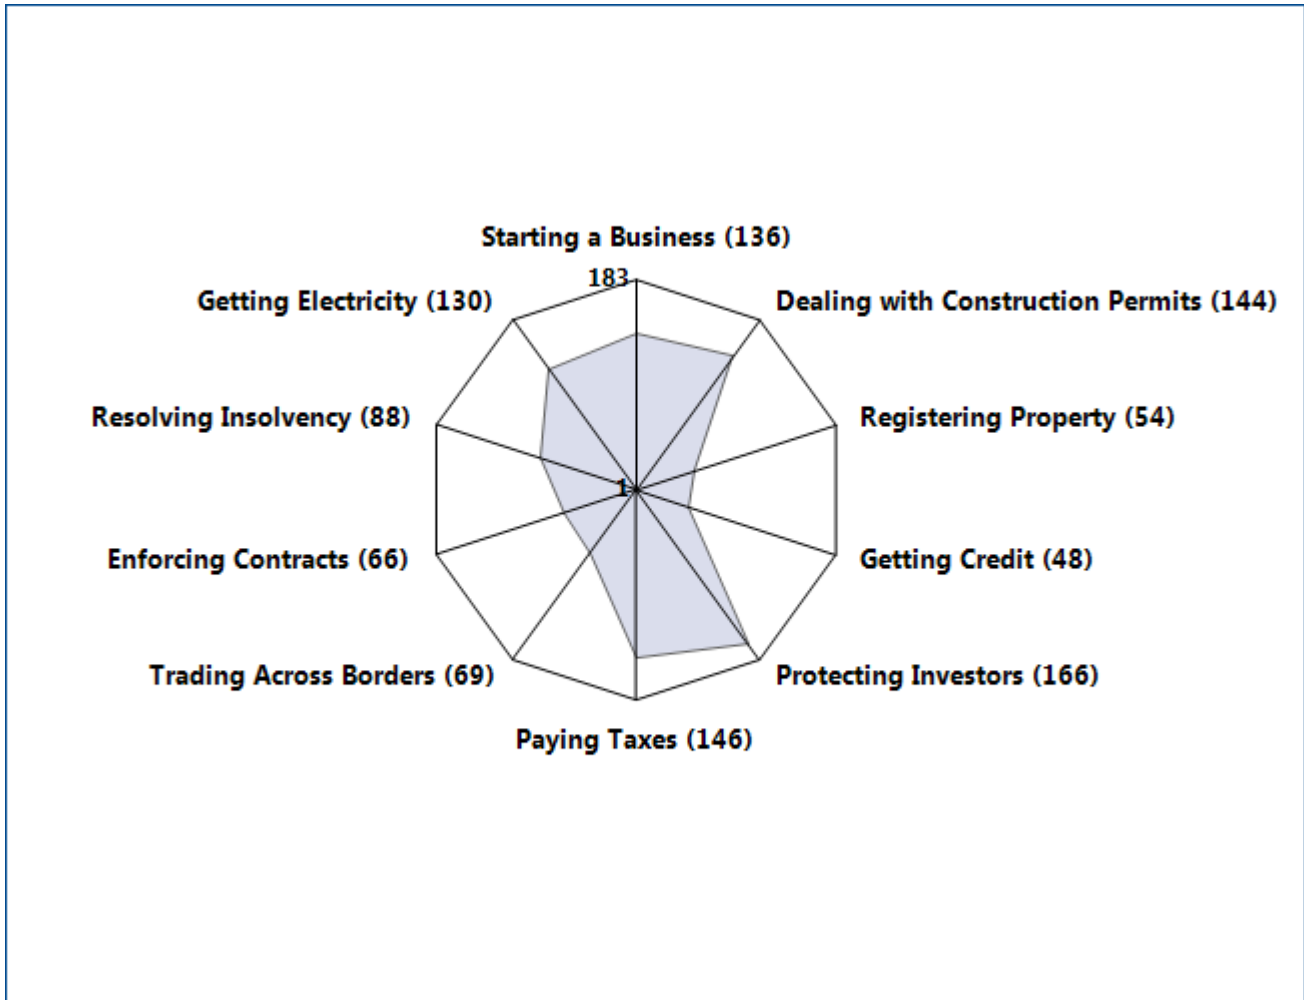 Starting a Business (136)
183
Getting Electricity (130)
Dealing with Construction Permits (144)
Resolving Insolvency (88)
Registering Property (54)
1
Enforcing Contracts (66)
Getting Credit (48)
Trading Across Borders (69)
Protecting Investors (166)
Paying Taxes (146)